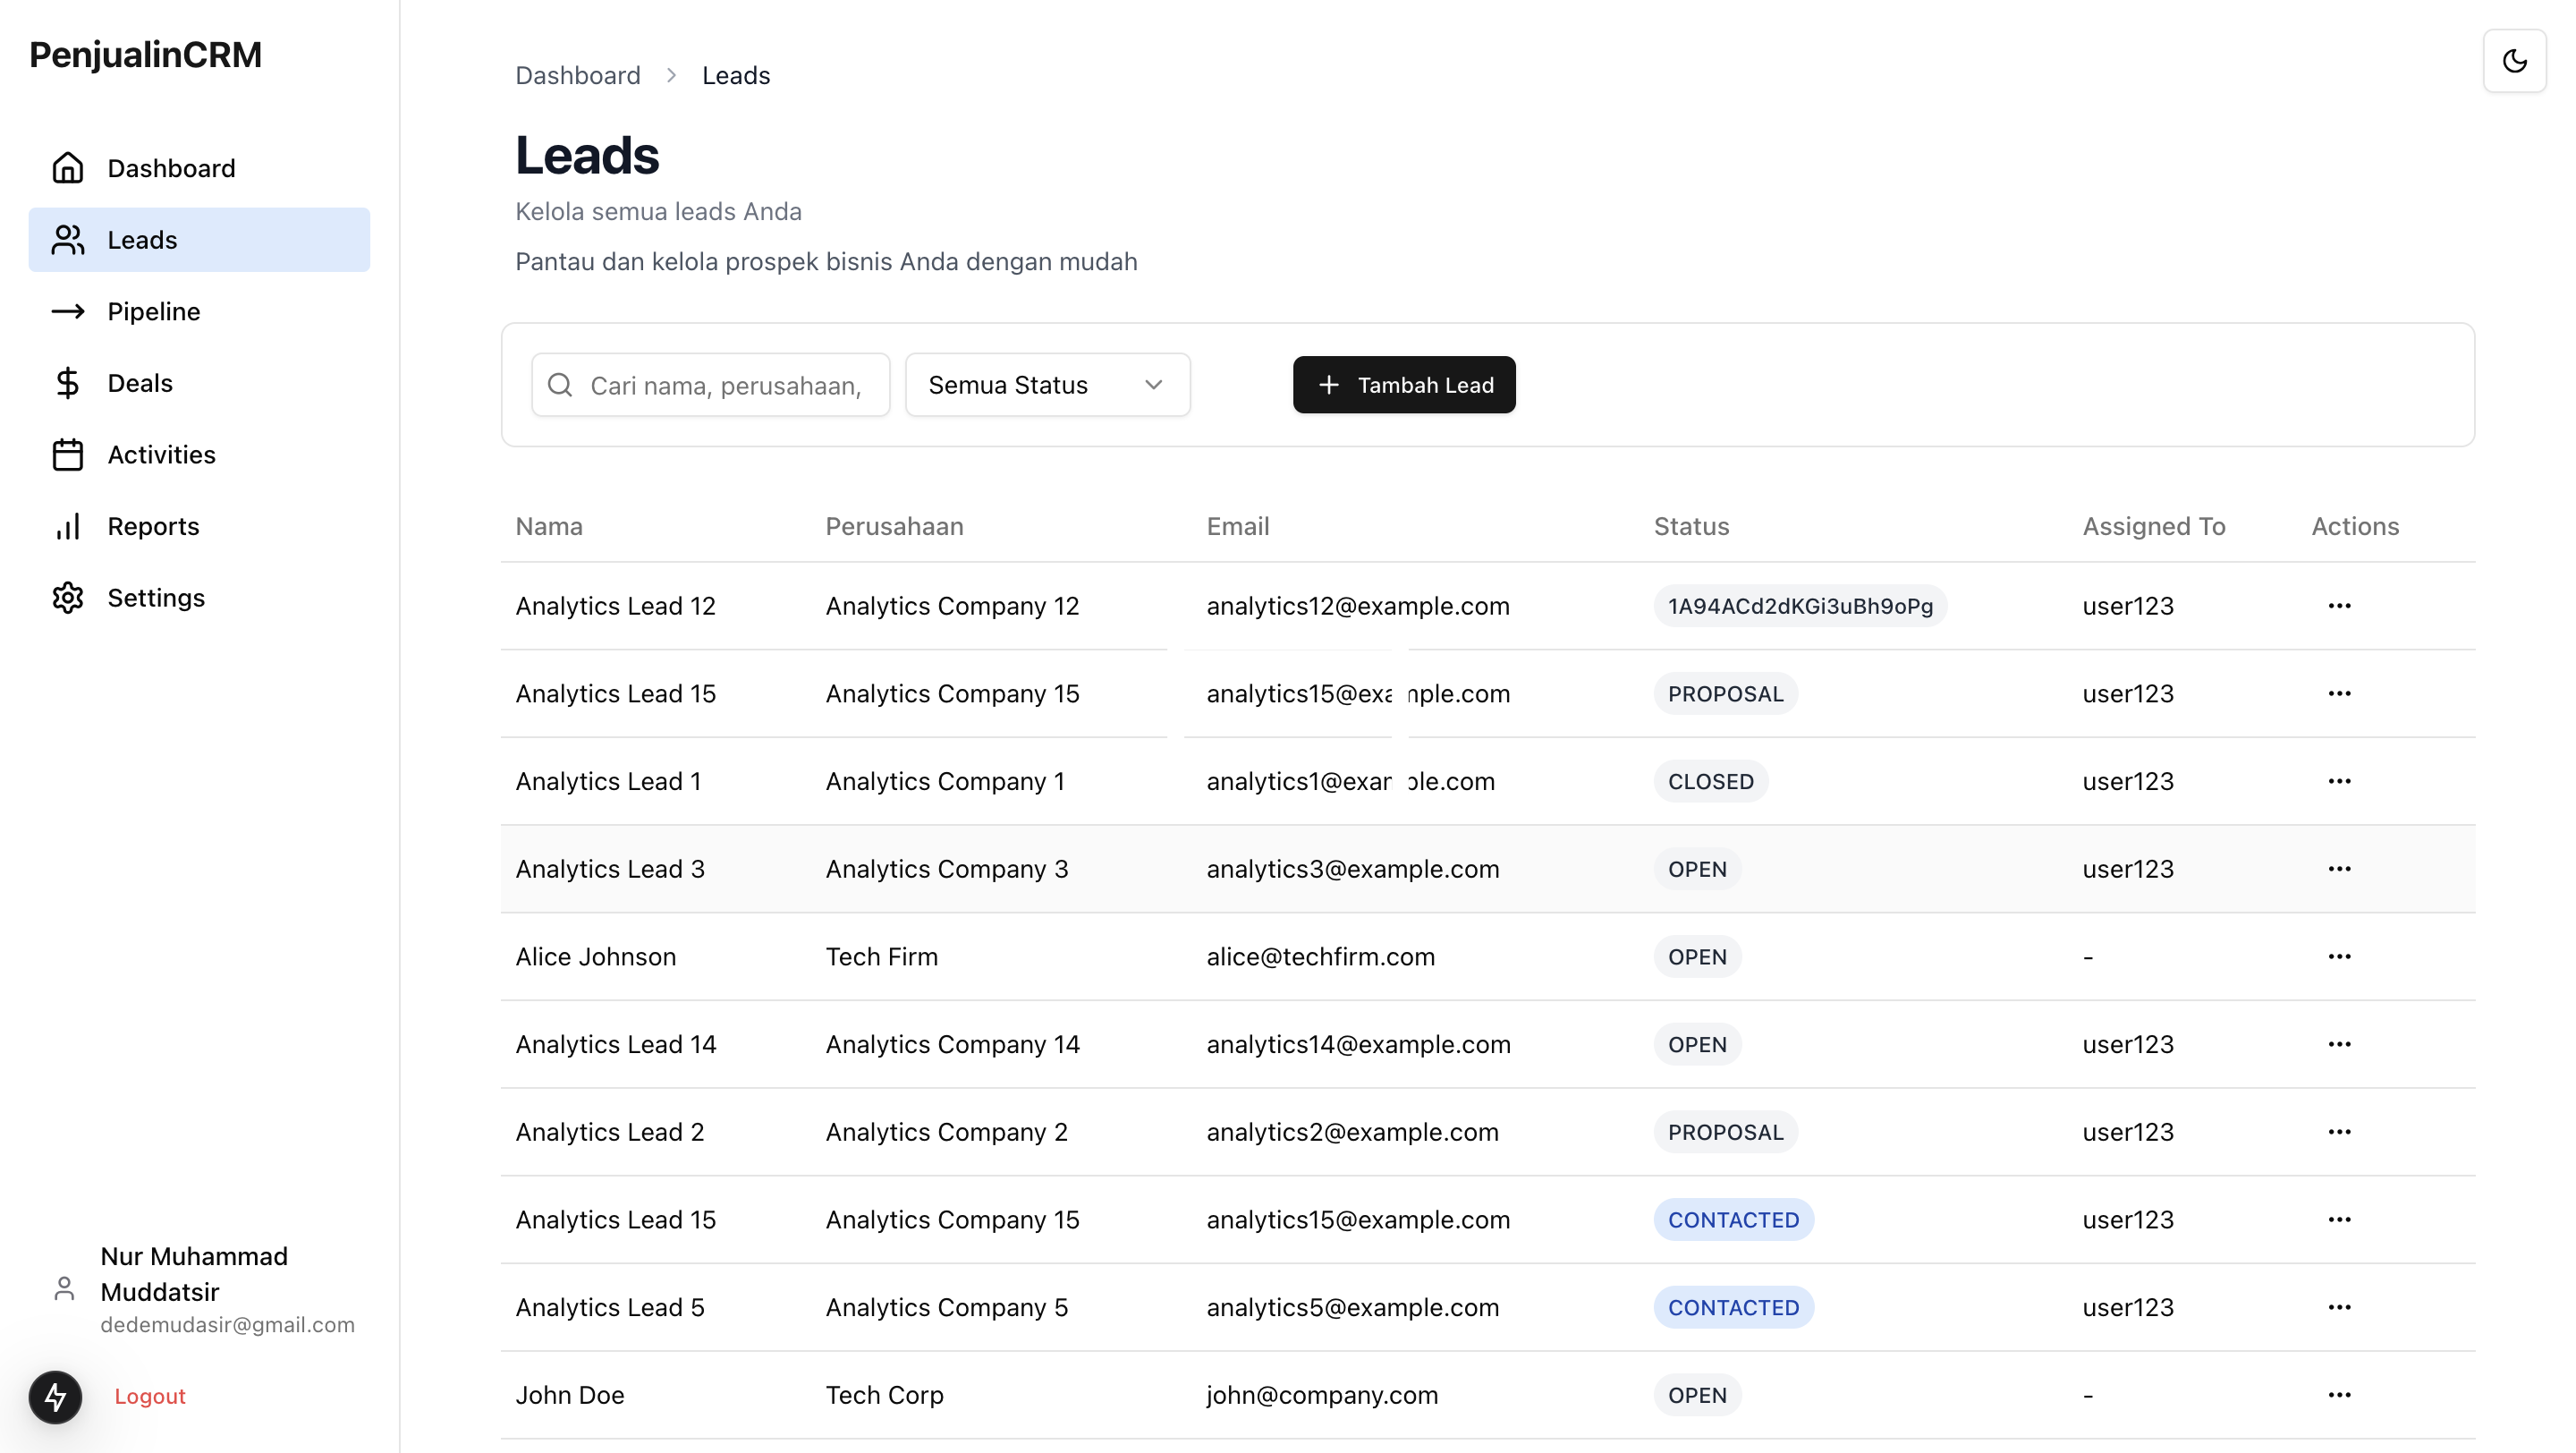 PenjualinCRM
Dashboard
Leads
Pipeline
Deals
Activities
Reports
Settings
Nur Muhammad
Muddatsir
dedemudasir@gmail.com
Logout
Dashboard > Leads
Leads
Kelola semua leads Anda
Pantau dan kelola prospek bisnis Anda dengan mudah
Cari nama, perusahaan, Semua Status + Tambah Lead
Nama Perusahaan Email Status Assigned To Actions
Analytics Lead 12 Analytics Company 12 analytics12@example.com 1A94ACd2dKGi3uBh9oPg user123 ...
Analytics Lead 15 Analytics Company 15 analytics15@example.com PROPOSAL user123 ...
Analytics Lead 1 Analytics Company 1 analytics1@example.com CLOSED user123 ...
Analytics Lead 3 Analytics Company 3 analytics3@example.com OPEN user123 ...
Alice Johnson Tech Firm alice@techfirm.com OPEN - ...
Analytics Lead 14 Analytics Company 14 analytics14@example.com OPEN user123 ...
Analytics Lead 2 Analytics Company 2 analytics2@example.com PROPOSAL user123 ...
Analytics Lead 15 Analytics Company 15 analytics15@example.com CONTACTED user123 ...
Analytics Lead 5 Analytics Company 5 analytics5@example.com CONTACTED user123 ...
John Doe Tech Corp john@company.com OPEN - ...